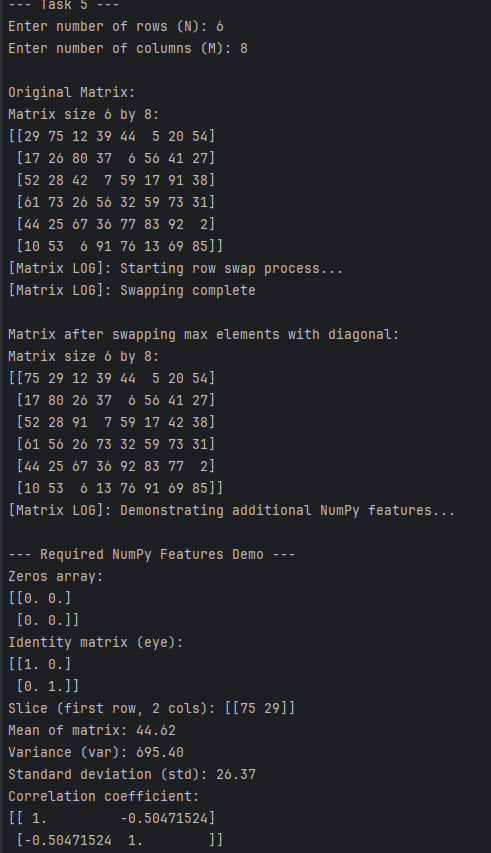 --- Task 5 ---
Enter number of rows (N): 6
Enter number of columns (M): 8
Original Matrix:
Matrix size 6 by 8:
[[29 75 12 39 44  5 20 54]
 [17 26 80 37  6 56 41 27]
 [52 28 42  7 59 17 91 38]
 [61 73 26 56 32 59 73 31]
 [44 25 67 36 77 83 92  2]
 [10 53  6 91 76 13 69 85]]
[Matrix LOG]: Starting row swap process...
[Matrix LOG]: Swapping complete
Matrix after swapping max elements with diagonal:
Matrix size 6 by 8:
[[75 29 12 39 44  5 20 54]
 [17 80 26 37  6 56 41 27]
 [52 28 91  7 59 17 42 38]
 [61 56 26 73 32 59 73 31]
 [44 25 67 36 92 83 77  2]
 [10 53  6 13 76 91 69 85]]
[Matrix LOG]: Demonstrating additional NumPy features...
--- Required NumPy Features Demo ---
Zeros array:
[[0. 0.]
 [0. 0.]]
Identity matrix (eye):
[[1. 0.]
 [0. 1.]]
Slice (first row, 2 cols): [[75 29]]
Mean of matrix: 44.62
Variance (var): 695.40
Standard deviation (std): 26.37
Correlation coefficient:
[[ 1.         -0.50471524]
 [-0.50471524  1.        ]]